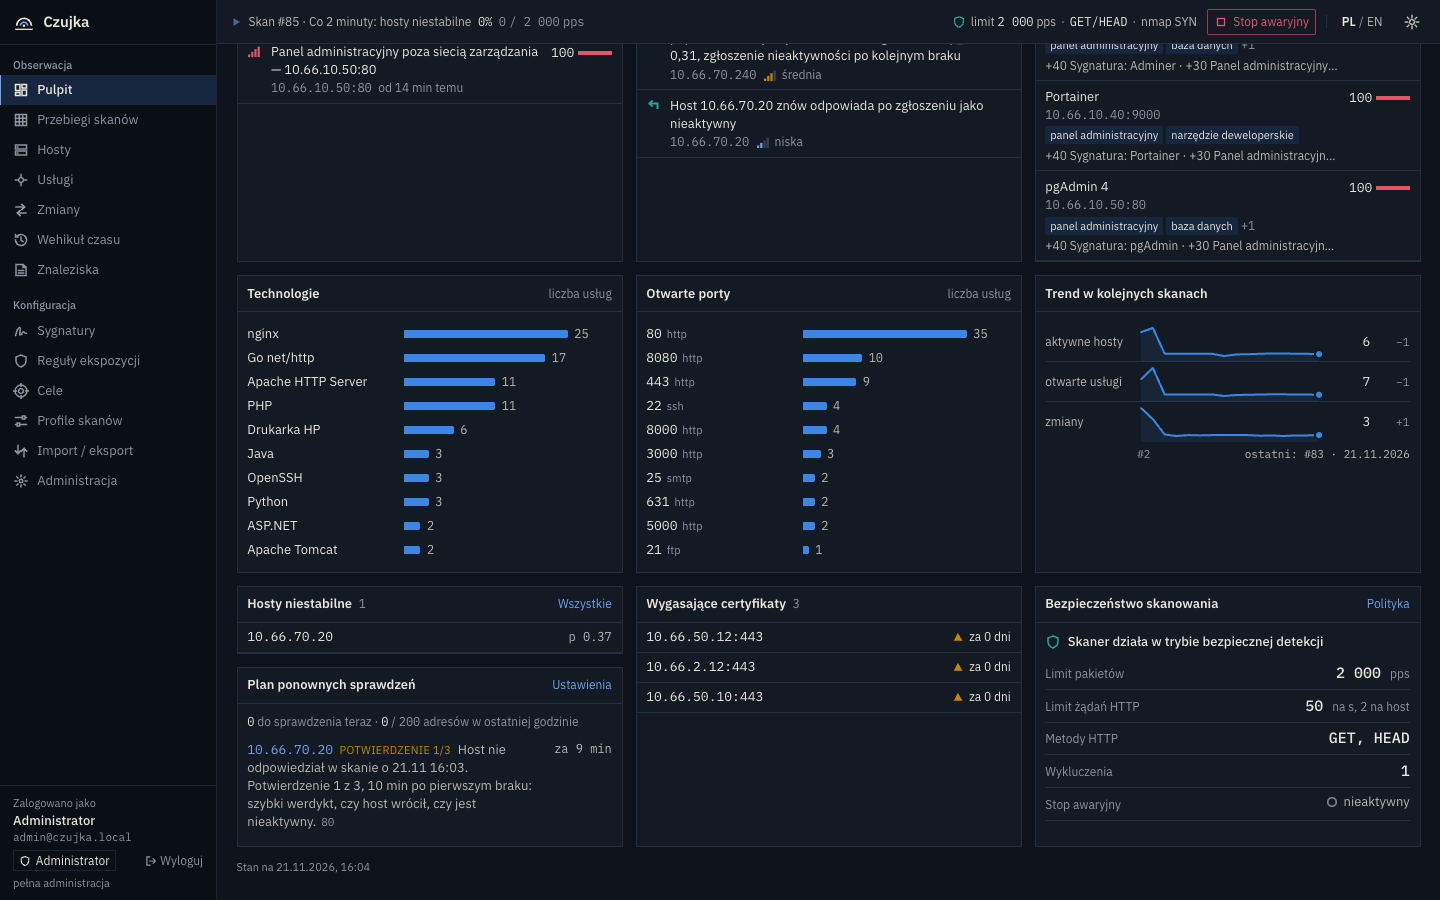 Czujka
Skan #85 · Co 2 minuty: hosty niestabilne 0% 0 / 2 000 pps
limit 2 000 pps · GET/HEAD · nmap SYN
Stop awaryjny
PL / EN
Obserwacja
Pulpit
Przebiegi skanów
Hosty
Usługi
Zmiany
Wehikuł czasu
Znaleziska
Konfiguracja
Sygnatury
Reguły ekspozycji
Cele
Profile skanów
Import / eksport
Administracja
Zalogowano jako
Administrator
admin@czujka.local
Administrator
Wyloguj
pełna administracja
Panel administracyjny poza siecią zarządzania 100
— 10.66.10.50:80
10.66.10.50:80 od 14 min temu
0,31, zgłoszenie nieaktywności po kolejnym braku
10.66.70.240 średnia
Host 10.66.70.20 znów odpowiada po zgłoszeniu jako
nieaktywny
10.66.70.20 niska
panel administracyjny baza danych +1
+40 Sygnatura: Adminer · +30 Panel administracyjny…
Portainer 100
10.66.10.40:9000
panel administracyjny narzędzie deweloperskie
+40 Sygnatura: Portainer · +30 Panel administracyjn…
pgAdmin 4 100
10.66.10.50:80
panel administracyjny baza danych +1
+40 Sygnatura: pgAdmin · +30 Panel administracyjn…
Technologie liczba usług
nginx 25
Go net/http 17
Apache HTTP Server 11
PHP 11
Drukarka HP 6
Java 3
OpenSSH 3
Python 3
ASP.NET 2
Apache Tomcat 2
Otwarte porty liczba usług
80 http 35
8080 http 10
443 http 9
22 ssh 4
8000 http 4
3000 http 3
25 smtp 2
631 http 2
5000 http 2
21 ftp 1
Trend w kolejnych skanach
aktywne hosty 6 −1
otwarte usługi 7 −1
zmiany 3 +1
#2 ostatni: #83 · 21.11.2026
Hosty niestabilne 1 Wszystkie
10.66.70.20 p 0.37
Plan ponownych sprawdzeń Ustawienia
0 do sprawdzenia teraz · 0 / 200 adresów w ostatniej godzinie
10.66.70.20 POTWIERDZENIE 1/3 Host nie za 9 min
odpowiedział w skanie o 21.11 16:03.
Potwierdzenie 1 z 3, 10 min po pierwszym braku:
szybki werdykt, czy host wrócił, czy jest
nieaktywny. 80
Wygasające certyfikaty 3
10.66.50.12:443 za 0 dni
10.66.2.12:443 za 0 dni
10.66.50.10:443 za 0 dni
Bezpieczeństwo skanowania Polityka
Skaner działa w trybie bezpiecznej detekcji
Limit pakietów 2 000 pps
Limit żądań HTTP 50 na s, 2 na host
Metody HTTP GET, HEAD
Wykluczenia 1
Stop awaryjny nieaktywny
Stan na 21.11.2026, 16:04